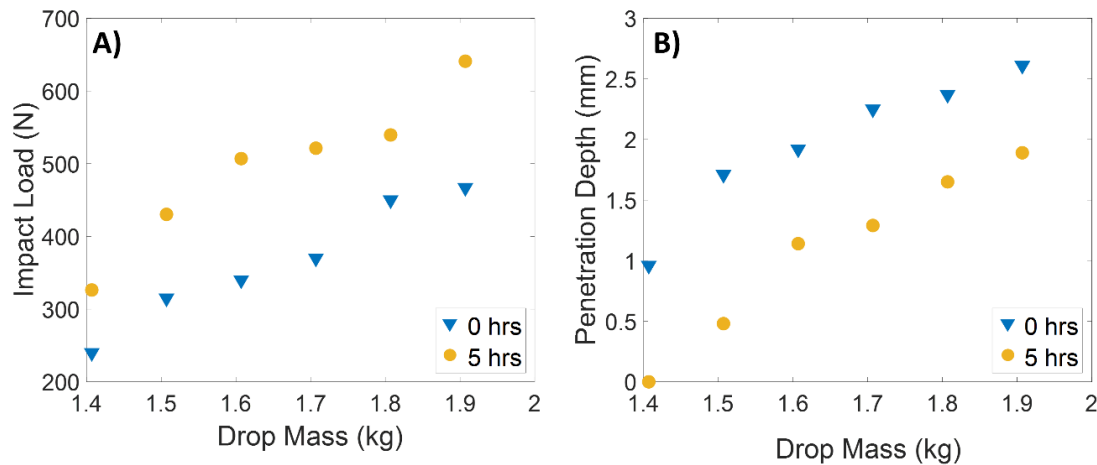 A)
Impact Load (N)
700
600
500
400
300
200
1.4 1.5 1.6 1.7 1.8 1.9 2
Drop Mass (kg)
0 hrs
5 hrs
B)
Penetration Depth (mm)
3
2.5
2
1.5
1
0.5
0
1.4 1.5 1.6 1.7 1.8 1.9 2
Drop Mass (kg)
0 hrs
5 hrs